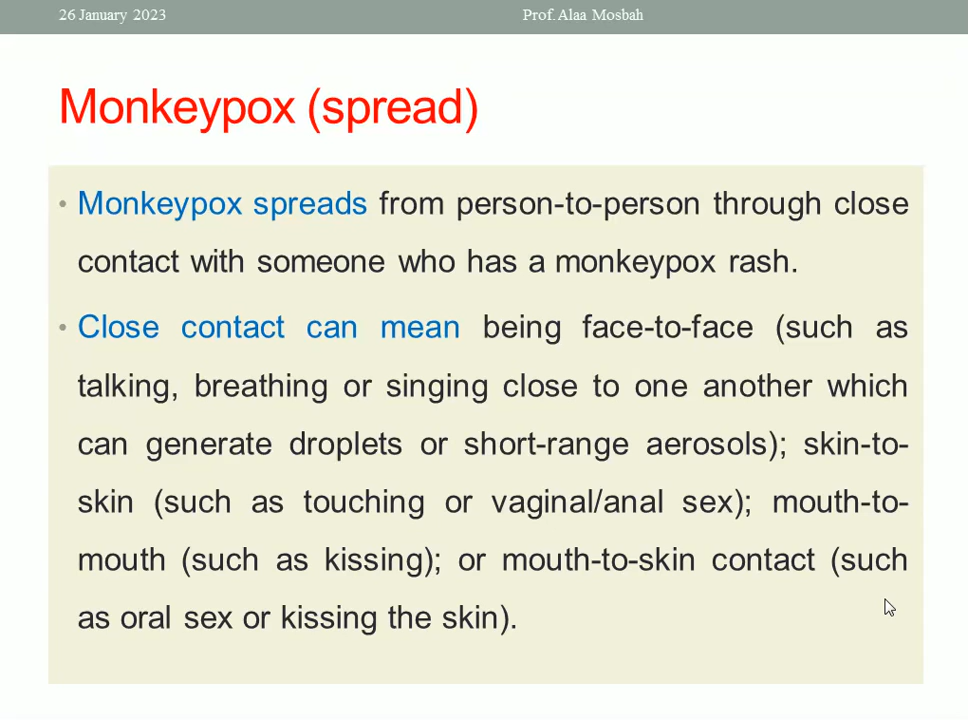 26 January 2023 Prof. Alaa Mosbah
Monkeypox (spread)
• Monkeypox spreads from person-to-person through close
contact with someone who has a monkeypox rash.
• Close contact can mean being face-to-face (such as
talking, breathing or singing close to one another which
can generate droplets or short-range aerosols); skin-to-
skin (such as touching or vaginal/anal sex); mouth-to-
mouth (such as kissing); or mouth-to-skin contact (such
as oral sex or kissing the skin).